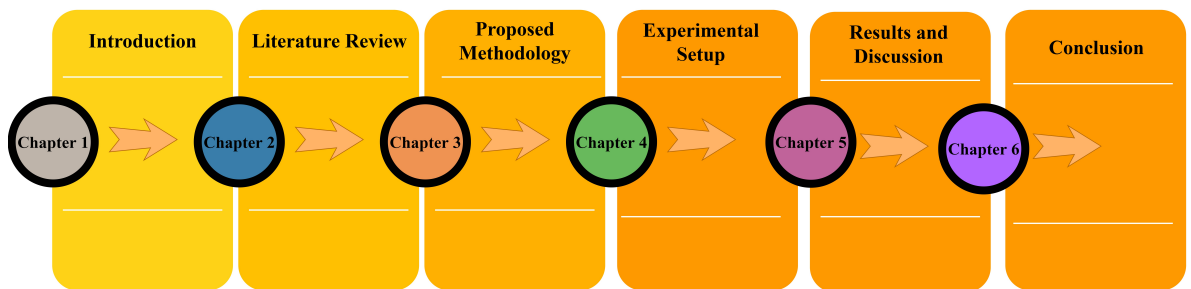 Introduction
Literature Review
Proposed
Methodology
Experimental
Setup
Results and
Discussion
Conclusion
Chapter 1
Chapter 2
Chapter 3
Chapter 4
Chapter 5
Chapter 6